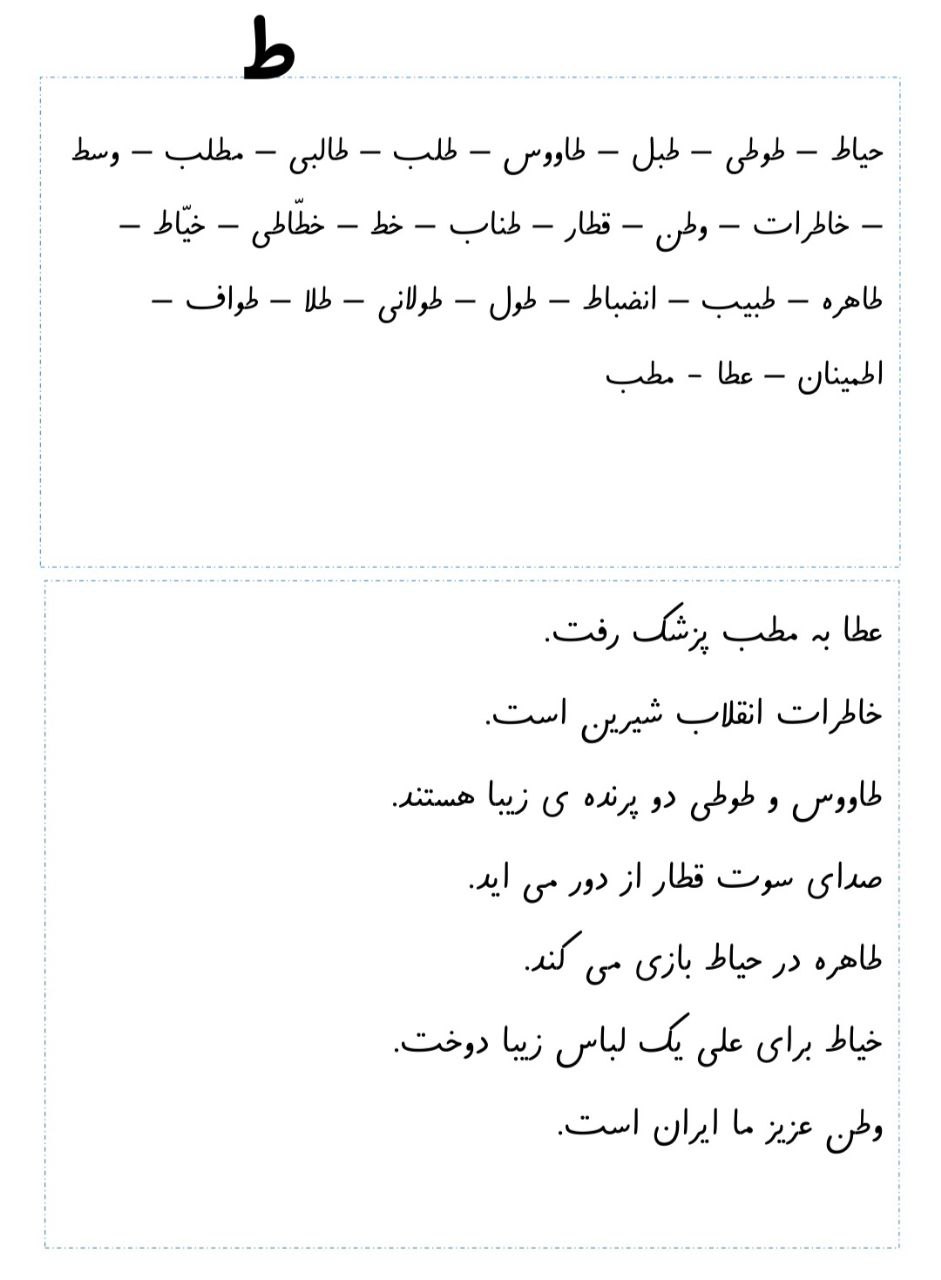 ط
حیاط – طوطی – طبل – طاووس – طلب – طالبی – مطلب – وسط
– خاطرات – وطن – قطار – طناب – خط – خطّاطی – خیّاط –
طاهره – طبیب – انضباط – طول – طولانی – طلا – طواف –
اطمینان – عطا - مطب
عطا به مطب پزشک رفت.
خاطرات انقلاب شیرین است.
طاووس و طوطی دو پرنده ی زیبا هستند.
صدای سوت قطار از دور می اید.
طاهره در حیاط بازی می کند.
خیاط برای علی یک لباس زیبا دوخت.
وطن عزیز ما ایران است.